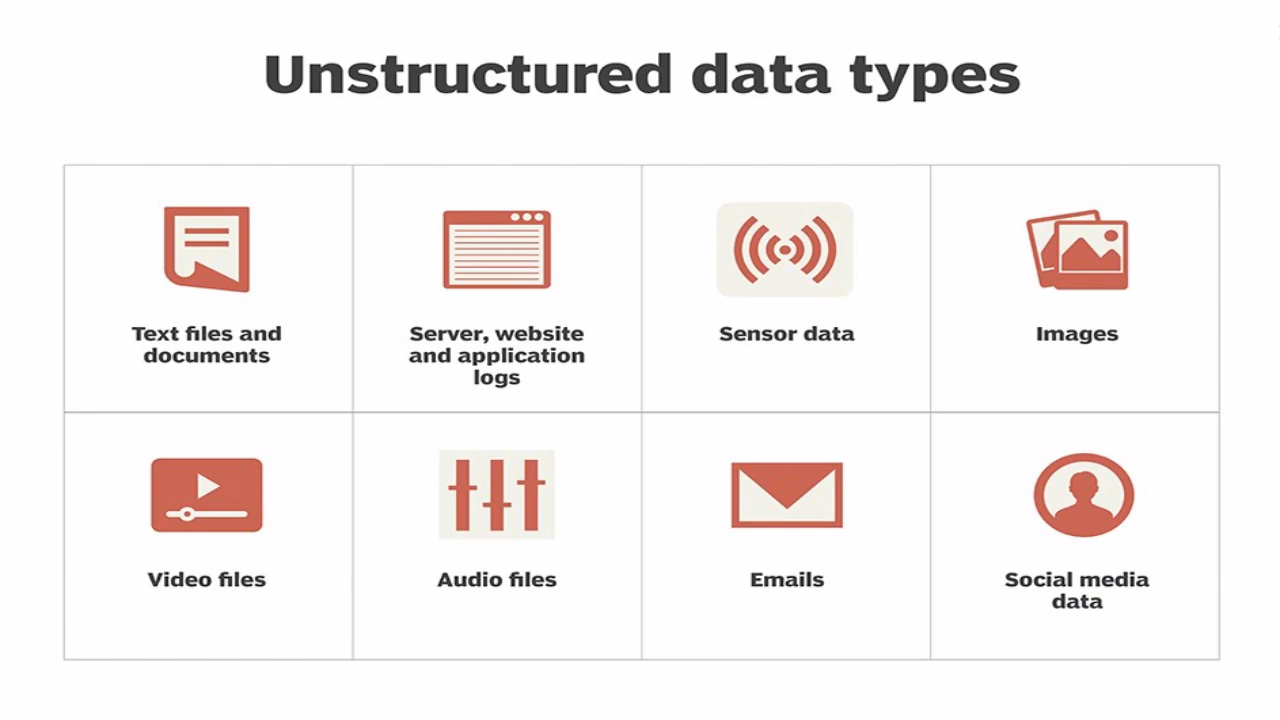 Unstructured data types
Text files and
documents
Server, website
and application
logs
Sensor data
Images
Video files
Audio files
Emails
Social media
data